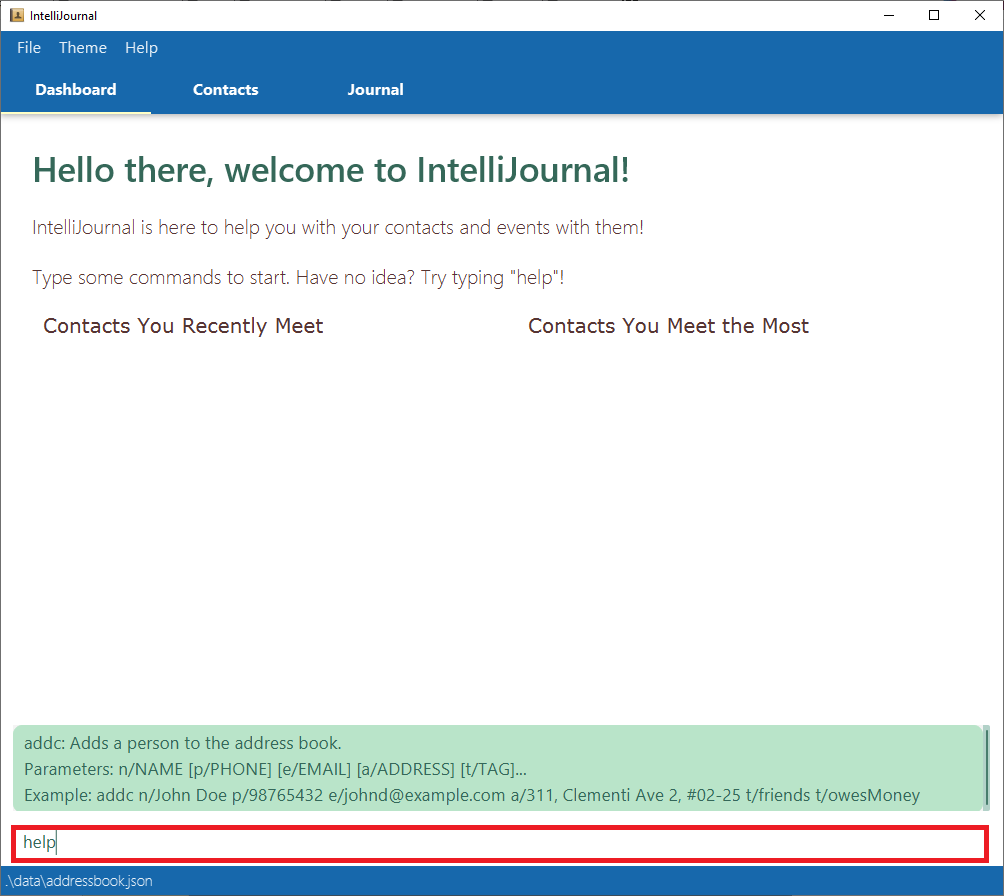 IntelliJournal
File Theme Help
Dashboard Contacts Journal
Hello there, welcome to IntelliJournal!
IntelliJournal is here to help you with your contacts and events with them!
Type some commands to start. Have no idea? Try typing "help"!
Contacts You Recently Meet Contacts You Meet the Most
addc: Adds a person to the address book.
Parameters: n/NAME [p/PHONE] [e/EMAIL] [a/ADDRESS] [t/TAG]...
Example: addc n/John Doe p/98765432 e/johnd@example.com a/311, Clementi Ave 2, #02-25 t/friends t/owesMoney
help
.\data\addressbook.json